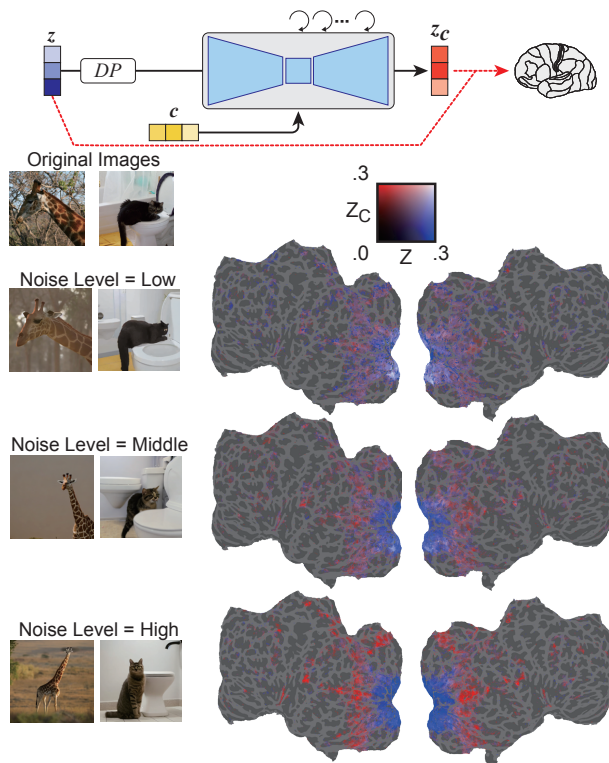 z
DP
...
z_c
c
Original Images
.3
Z_C
.0
Z
.3
Noise Level = Low
Noise Level = Middle
Noise Level = High